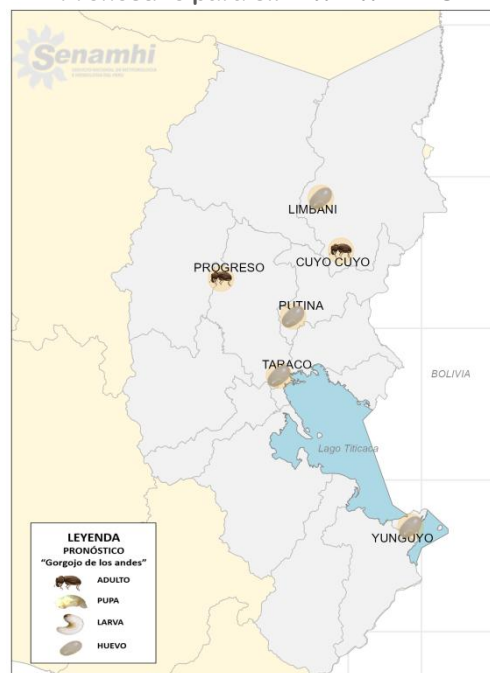 Senamhi
LIMBANI
CUYO CUYO
PROGRESO
PUTINA
TARACO
BOLIVIA
Lago Titicaca
YUNGUYO
LEYENDA
PRONÓSTICO
"Gorgojo de los andes"
ADULTO
PUPA
LARVA
HUEVO